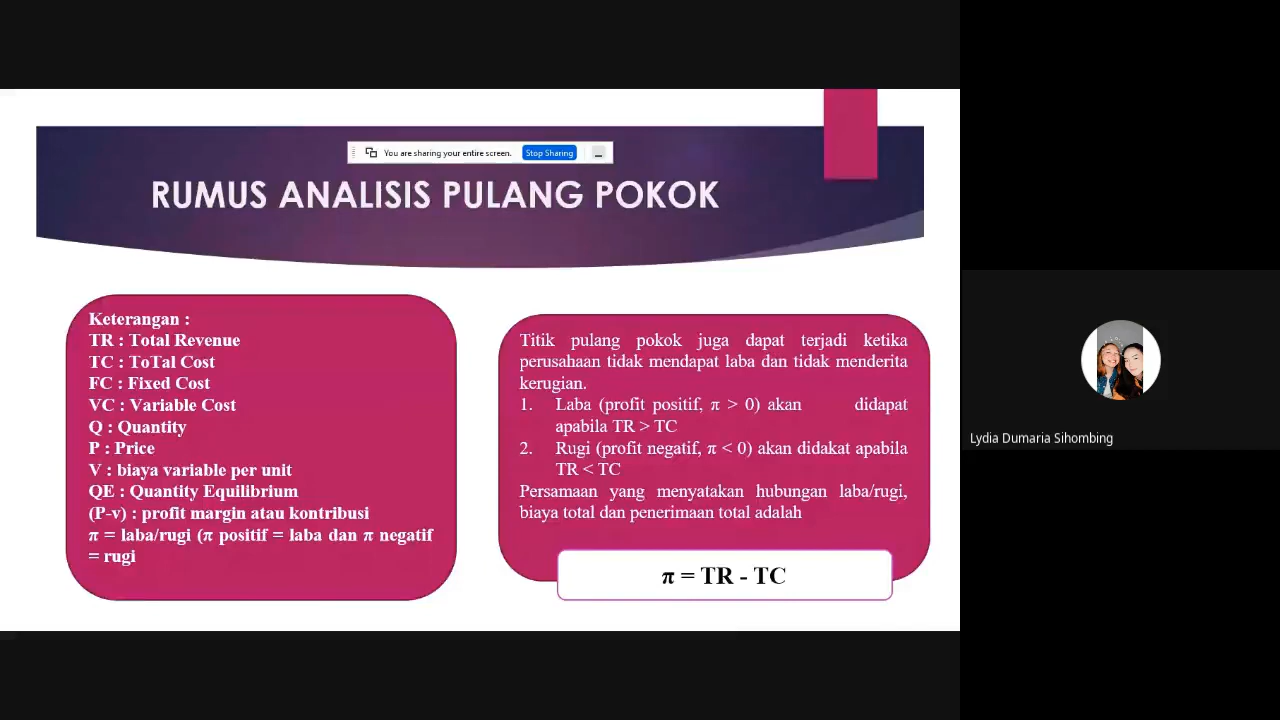 You are sharing your entire screen.
Stop Sharing
RUMUS ANALISIS PULANG POKOK
Keterangan :
TR : Total Revenue
TC : ToTal Cost
FC : Fixed Cost
VC : Variable Cost
Q : Quantity
P : Price
V : biaya variable per unit
QE : Quantity Equilibrium
(P-v) : profit margin atau kontribusi
π = laba/rugi (π positif = laba dan π negatif
= rugi
Titik pulang pokok juga dapat terjadi ketika
perusahaan tidak mendapat laba dan tidak menderita
kerugian.
1. Laba (profit positif, π > 0) akan didapat
apabila TR > TC
2. Rugi (profit negatif, π < 0) akan didakat apabila
TR < TC
Persamaan yang menyatakan hubungan laba/rugi,
biaya total dan penerimaan total adalah
π = TR - TC
Lydia Dumaria Sihombing